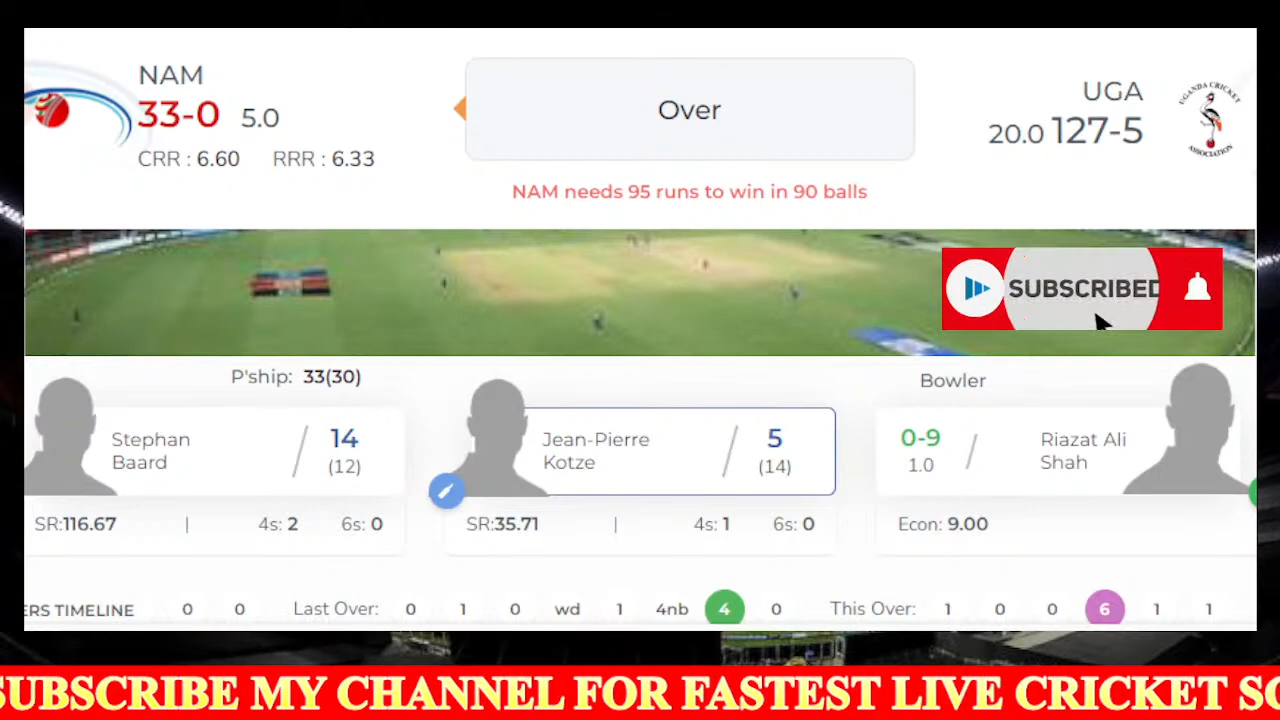 NAM
33-0 5.0
CRR : 6.60 RRR : 6.33
Over
NAM needs 95 runs to win in 90 balls
UGA
20.0 127-5
UGANDA CRICKET
ASSOCIATION
SUBSCRIBED
P'ship: 33(30)
Stephan
Baard
14
(12)
SR:116.67 | 4s: 2 6s: 0
Jean-Pierre
Kotze
5
(14)
SR:35.71 | 4s: 1 6s: 0
Bowler
0-9
1.0
Riazat Ali
Shah
Econ: 9.00
ERS TIMELINE 0 0 Last Over: 0 1 0 wd 1 4nb 4 0 This Over: 1 0 0 6 1 1
SUBSCRIBE MY CHANNEL FOR FASTEST LIVE CRICKET SC